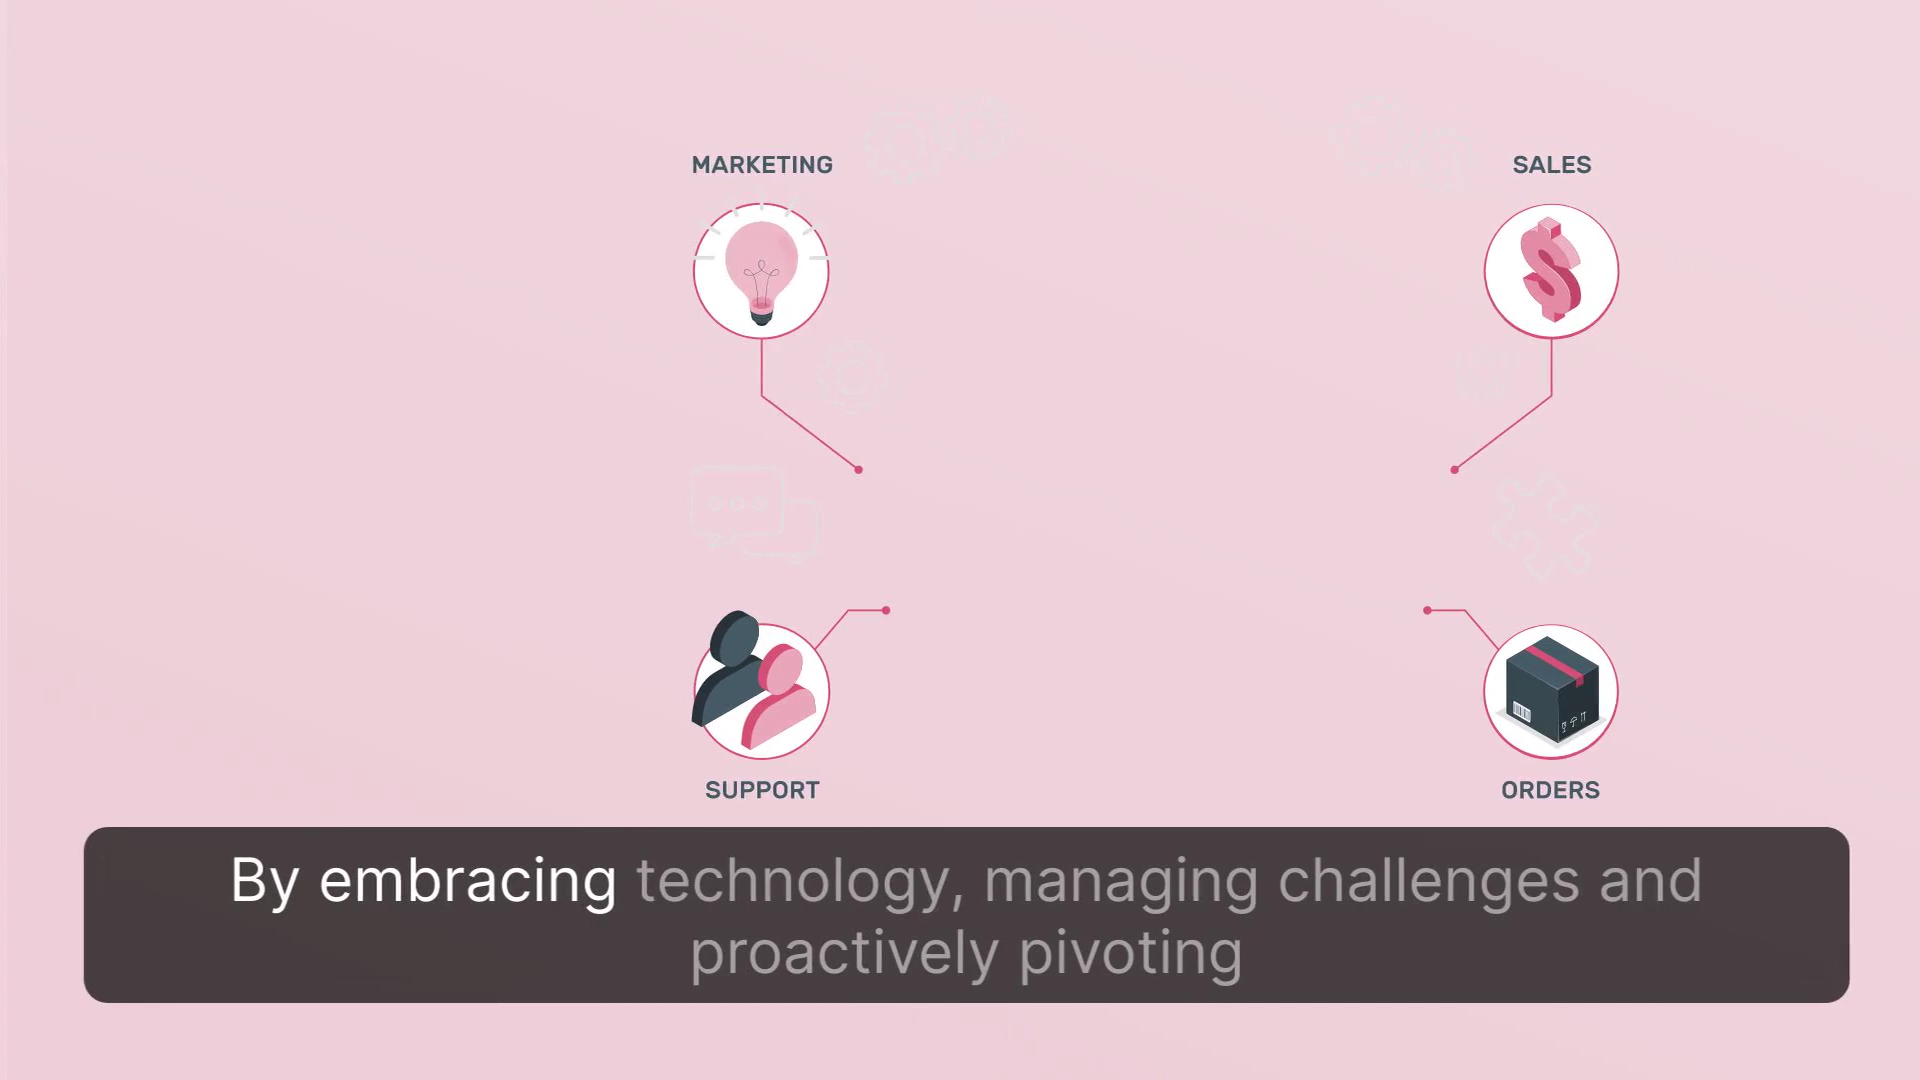 MARKETING
SALES
SUPPORT
ORDERS
By embracing technology, managing challenges and
proactively pivoting